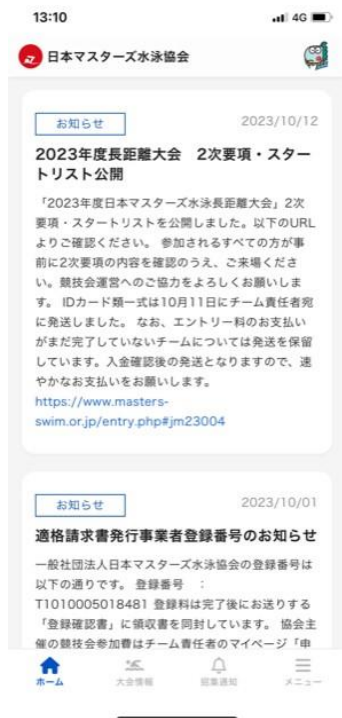 13:10
4G
日本マスターズ水泳協会
お知らせ
2023/10/12
2023年度長距離大会 2次要項・スター
トリスト公開
「2023年度日本マスターズ水泳長距離大会」2次
要項・スタートリストを公開しました。以下のURL
よりご確認ください。 参加されるすべての方が事
前に2次要項の内容を確認のうえ、ご来場くださ
い。競技会運営へのご協力をよろしくお願いしま
す。 IDカード類一式は10月11日にチーム責任者宛
に発送しました。 なお、エントリー料のお支払い
がまだ完了していないチームについては発送を保留
しています。入金確認後の発送となりますので、速
やかなお支払いをお願いします。
https://www.masters-
swim.or.jp/entry.php#jm23004
お知らせ
2023/10/01
適格請求書発行事業者登録番号のお知らせ
一般社団法人日本マスターズ水泳協会の登録番号は
以下の通りです。 登録番号 ：
T1010005018481 登録料は完了後にお送りする
「登録確認書」に領収書を同封しています。 協会主
催の競技会参加費はチーム責任者のマイページ「申
ホーム
大会情報
招集通知
メニュー